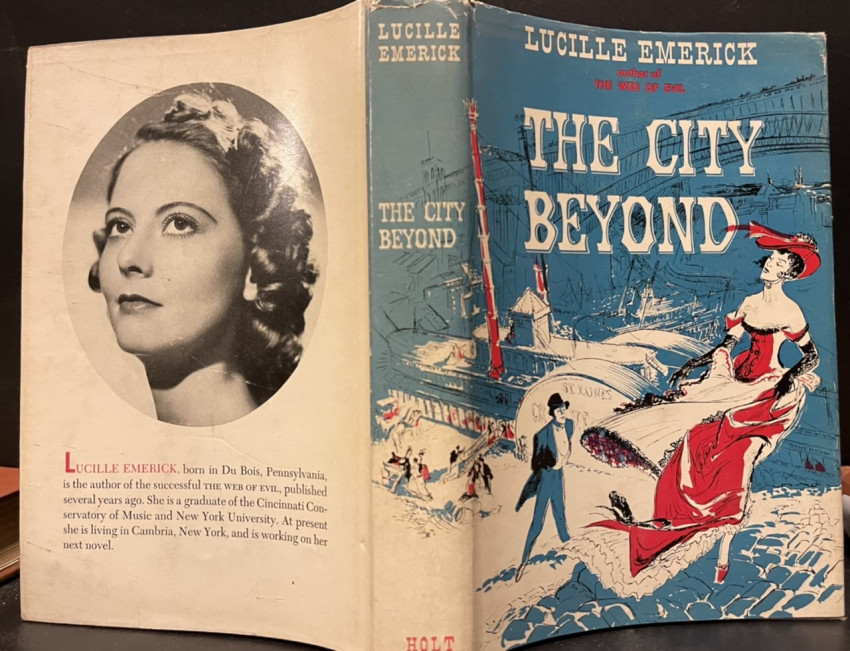 LUCILLE EMERICK, born in Du Bois, Pennsylvania,
is the author of the successful THE WEB OF EVIL, published
several years ago. She is a graduate of the Cincinnati Con-
servatory of Music and New York University. At present
she is living in Cambria, New York, and is working on her
next novel.
LUCILLE
EMERICK
THE CITY
BEYOND
HOLT
LUCILLE EMERICK
author of
THE WEB OF EVIL
THE CITY
BEYOND
ST. LOUIS